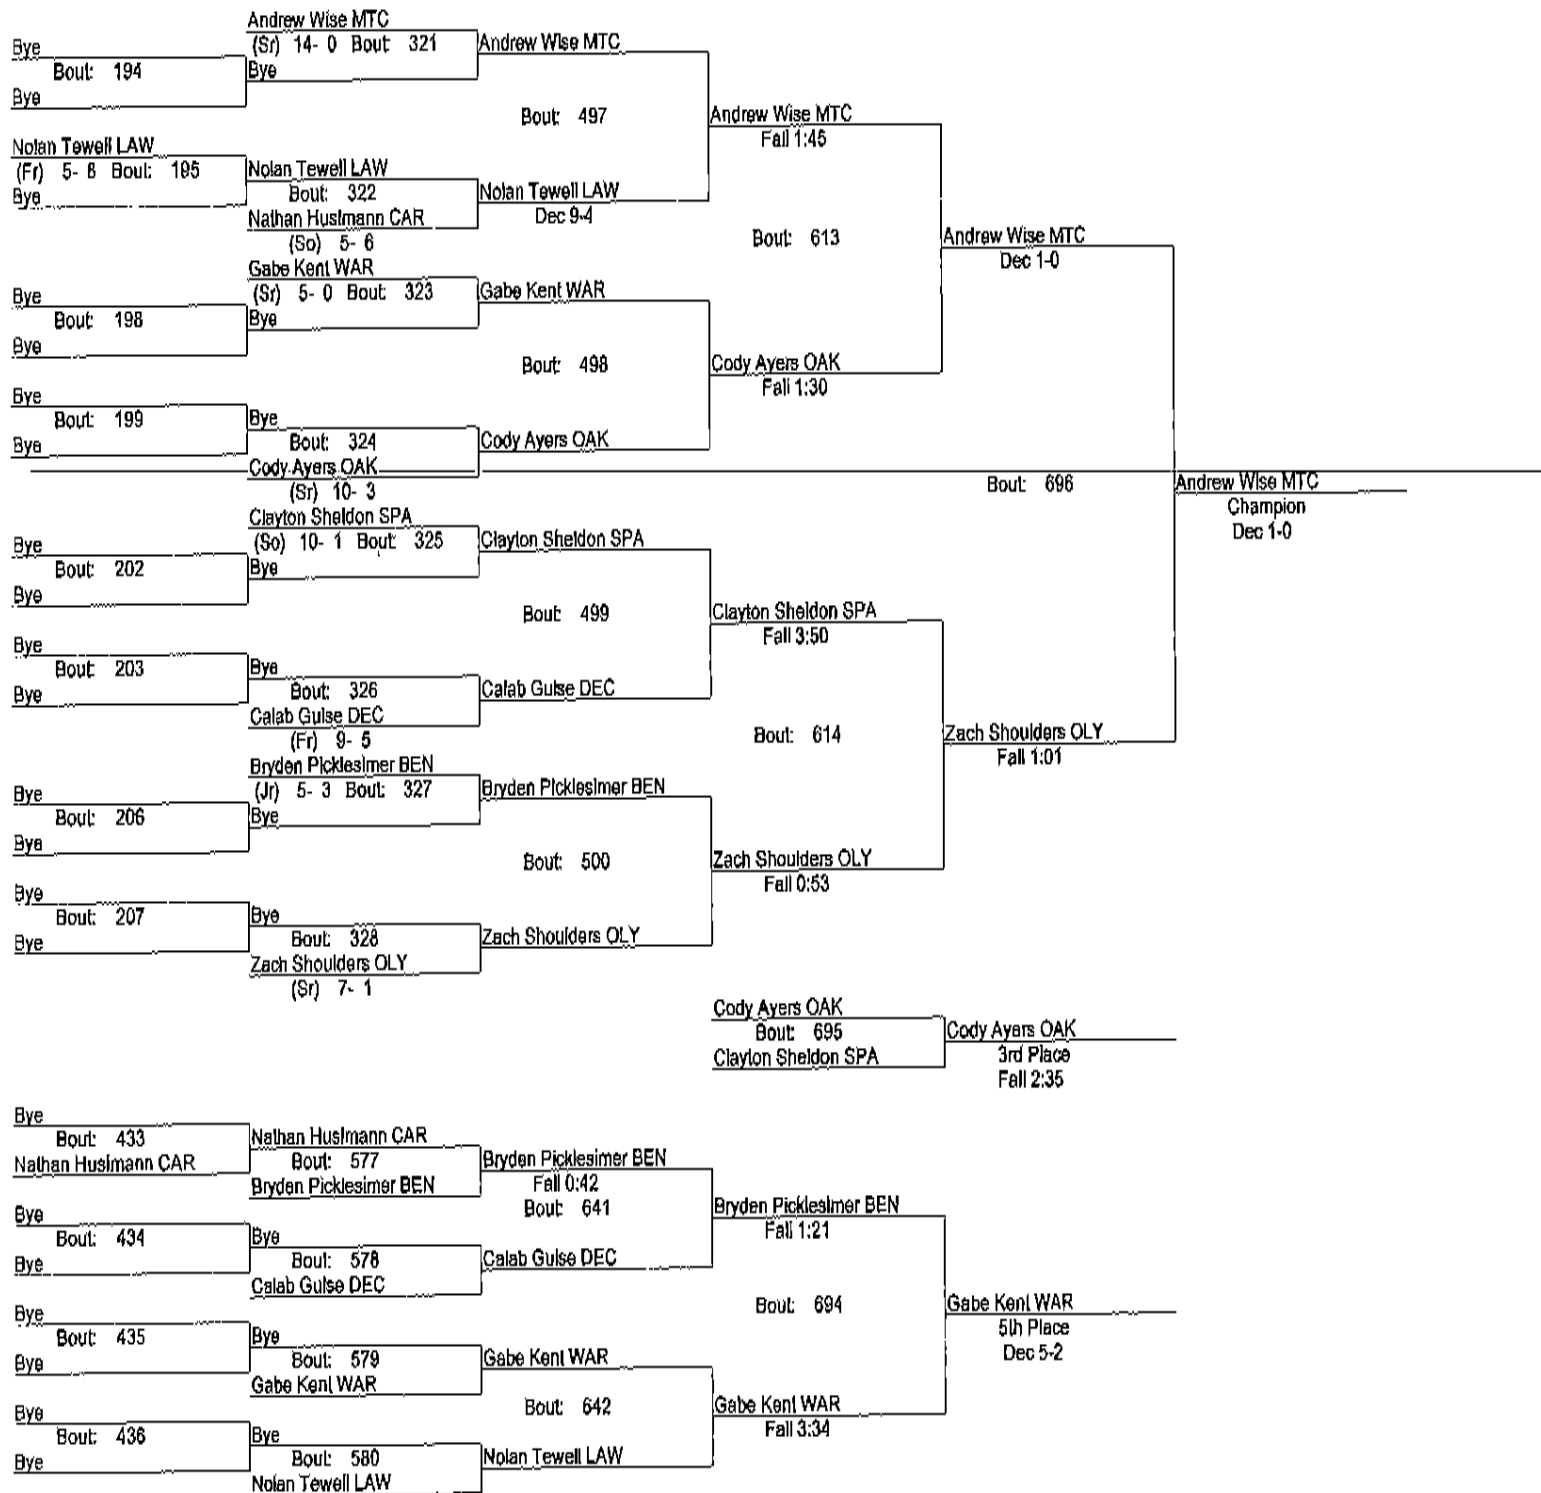 Andrew Wise MTC
Bye
(Sr) 14- 0 Bout: 321
Andrew Wise MTC
Bout: 194
Bye
Bye
Bout: 497
Andrew Wise MTC
Fall 1:45
Nolan Tewell LAW
(Fr) 5- 8 Bout: 195
Nolan Tewell LAW
Bye
Bout: 322
Nolan Tewell LAW
Dec 9-4
Nathan Huslmann CAR
(So) 5- 6
Bout: 613
Andrew Wise MTC
Dec 1-0
Gabe Kent WAR
Bye
(Sr) 5- 0 Bout: 323
Gabe Kent WAR
Bout: 198
Bye
Bye
Bout: 498
Cody Ayers OAK
Fall 1:30
Bye
Bout: 199
Bye
Bye
Bout: 324
Cody Ayers OAK
Cody Ayers OAK
(Sr) 10- 3
Bout: 696
Andrew Wise MTC
Champion
Dec 1-0
Clayton Sheldon SPA
Bye
(So) 10- 1 Bout: 325
Clayton Sheldon SPA
Bout: 202
Bye
Bye
Bout: 499
Clayton Sheldon SPA
Fall 3:50
Bye
Bout: 203
Bye
Bye
Bout: 326
Calab Guise DEC
Calab Guise DEC
(Fr) 9- 5
Bout: 614
Zach Shoulders OLY
Fall 1:01
Bryden Picklesimer BEN
Bye
(Jr) 5- 3 Bout: 327
Bryden Picklesimer BEN
Bout: 206
Bye
Bye
Bout: 500
Zach Shoulders OLY
Fall 0:53
Bye
Bout: 207
Bye
Bye
Bout: 328
Zach Shoulders OLY
Zach Shoulders OLY
(Sr) 7- 1
Cody Ayers OAK
Bout: 695
Cody Ayers OAK
Clayton Sheldon SPA
3rd Place
Fall 2:35
Bye
Bout: 433
Nathan Huslmann CAR
Nathan Huslmann CAR
Bout: 577
Bryden Picklesimer BEN
Bryden Picklesimer BEN
Fall 0:42
Bout: 641
Bryden Picklesimer BEN
Fall 1:21
Bye
Bout: 434
Bye
Bye
Bout: 578
Calab Guise DEC
Calab Guise DEC
Bout: 694
Gabe Kent WAR
5th Place
Dec 5-2
Bye
Bout: 435
Bye
Bye
Bout: 579
Gabe Kent WAR
Gabe Kent WAR
Bout: 642
Gabe Kent WAR
Fall 3:34
Bye
Bout: 436
Bye
Bye
Bout: 580
Nolan Tewell LAW
Nolan Tewell LAW